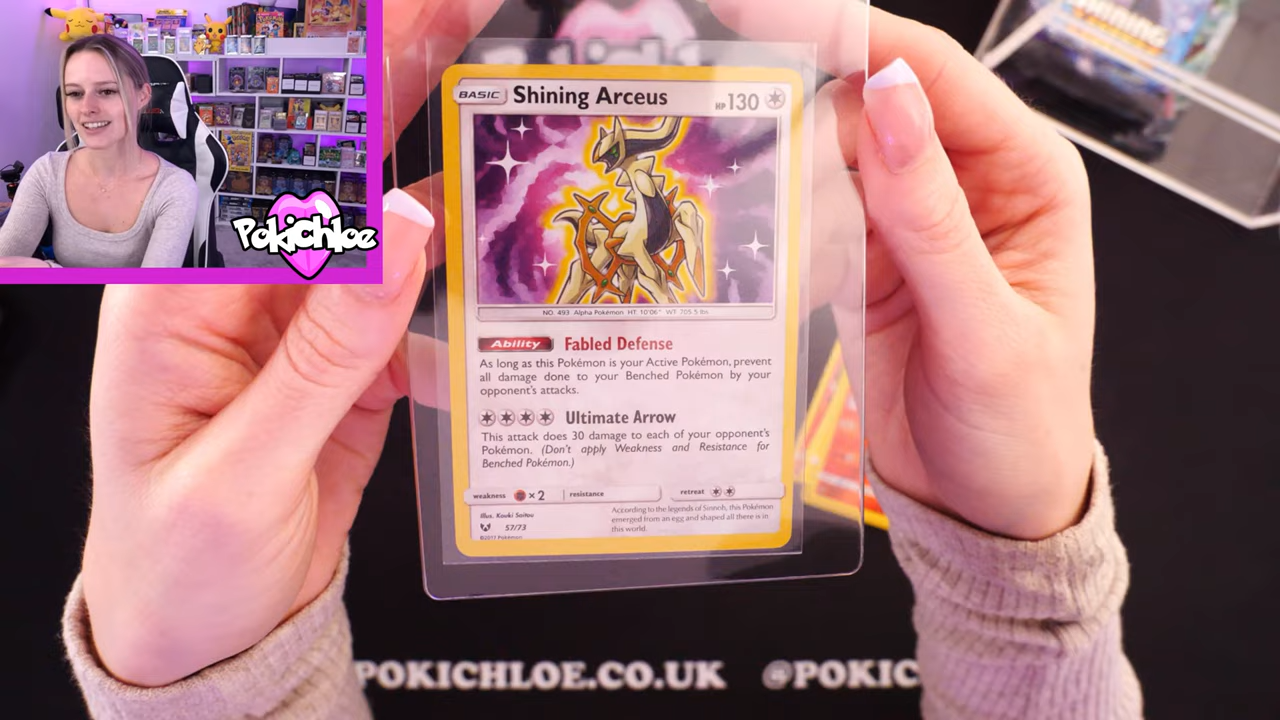 SHINING
BASIC Shining Arceus HP 130
PokiChloe
NO. 493 Alpha Pokémon HT: 10'06" WT: 705.5 lbs
Ability Fabled Defense
As long as this Pokémon is your Active Pokémon, prevent
all damage done to your Benched Pokémon by your
opponent's attacks.
Ultimate Arrow
This attack does 30 damage to each of your opponent's
Pokémon. (Don't apply Weakness and Resistance for
Benched Pokémon.)
weakness × 2 resistance retreat
Illus. Kouki Saitou
57/73
©2017 Pokémon
According to the legends of Sinnoh, this Pokémon
emerged from an egg and shaped all there is in
this world.
POKICHLOE.CO.UK @POKIC